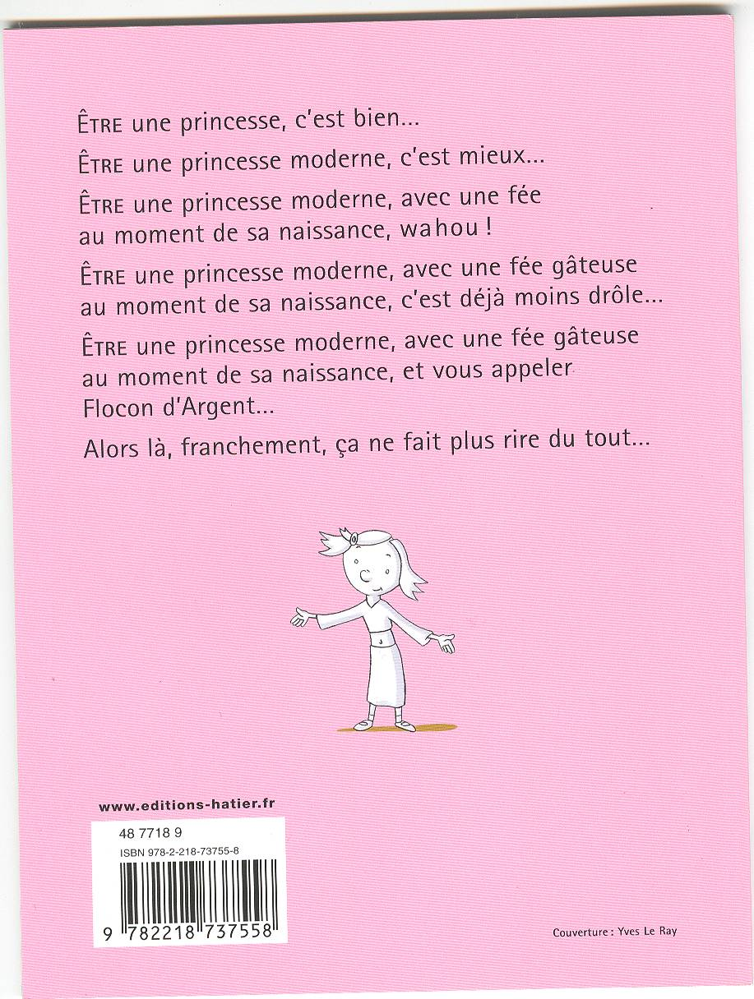 ÊTRE une princesse, c'est bien...
ÊTRE une princesse moderne, c'est mieux...
ÊTRE une princesse moderne, avec une fée
au moment de sa naissance, wahou !
ÊTRE une princesse moderne, avec une fée gâteuse
au moment de sa naissance, c'est déjà moins drôle...
ÊTRE une princesse moderne, avec une fée gâteuse
au moment de sa naissance, et vous appeler
Flocon d'Argent...
Alors là, franchement, ça ne fait plus rire du tout...
www.editions-hatier.fr
48 7718 9
ISBN 978-2-218-73755-8
9 782218 737558
Couverture : Yves Le Ray